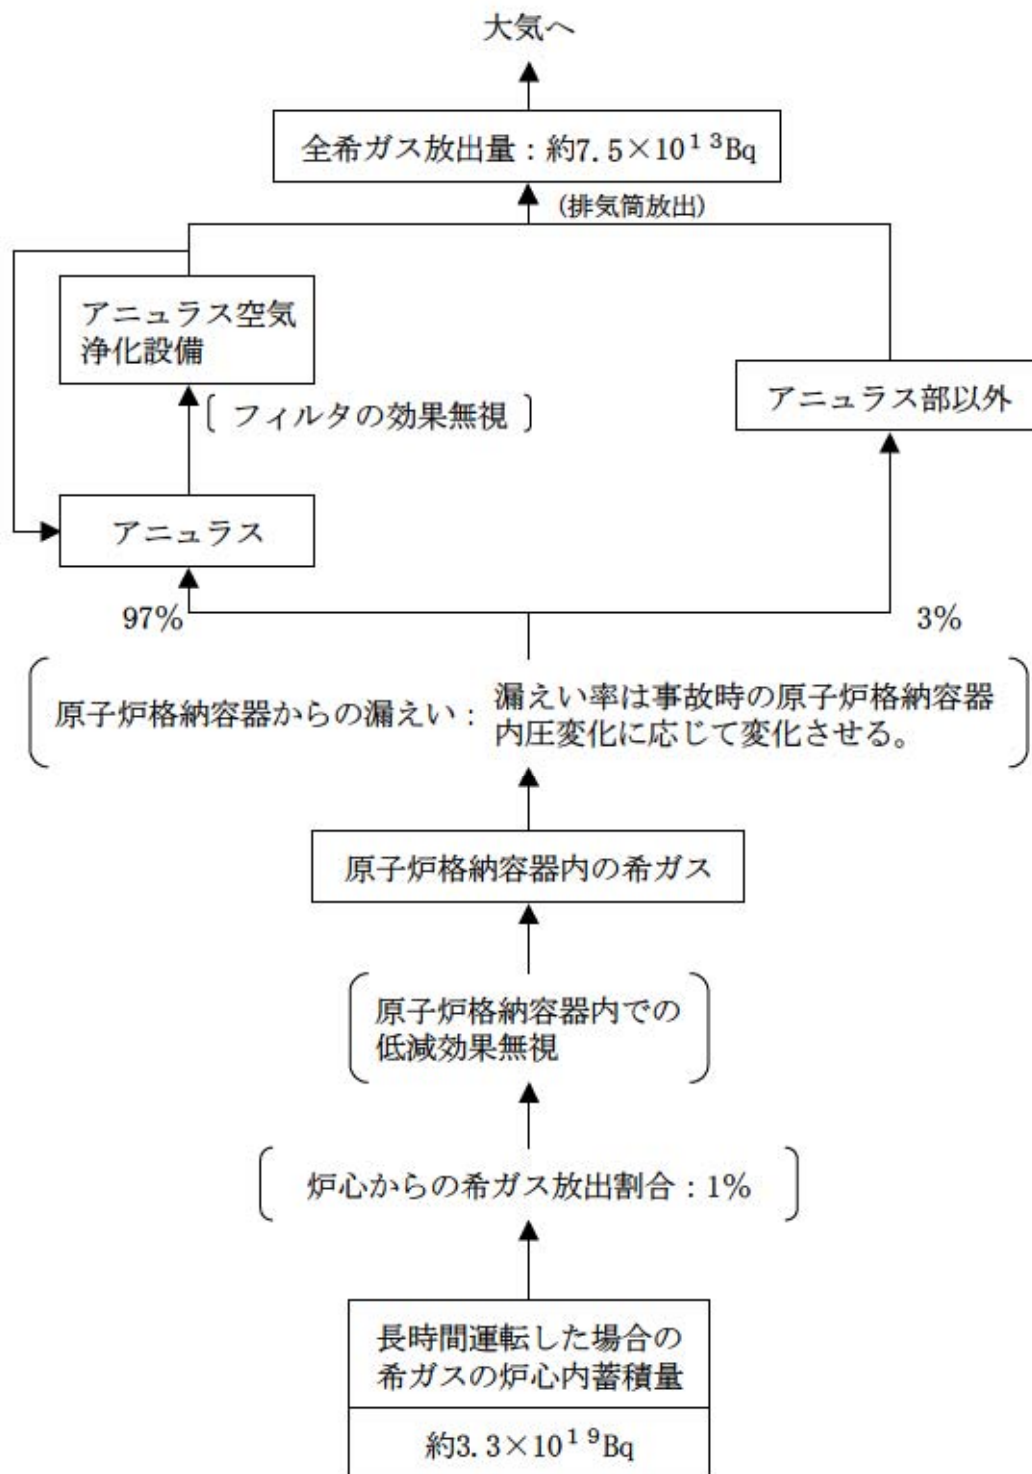 大気へ
全希ガス放出量：約7.5×10¹³Bq
(排気筒放出)
アニュラス空気
浄化設備
アニュラス部以外
〔 フィルタの効果無視 〕
アニュラス
97%
3%
原子炉格納容器からの漏えい：
漏えい率は事故時の原子炉格納容器
内圧変化に応じて変化させる。
原子炉格納容器内の希ガス
原子炉格納容器内での
低減効果無視
炉心からの希ガス放出割合：1%
長時間運転した場合の
希ガスの炉心内蓄積量
約3.3×10¹⁹Bq